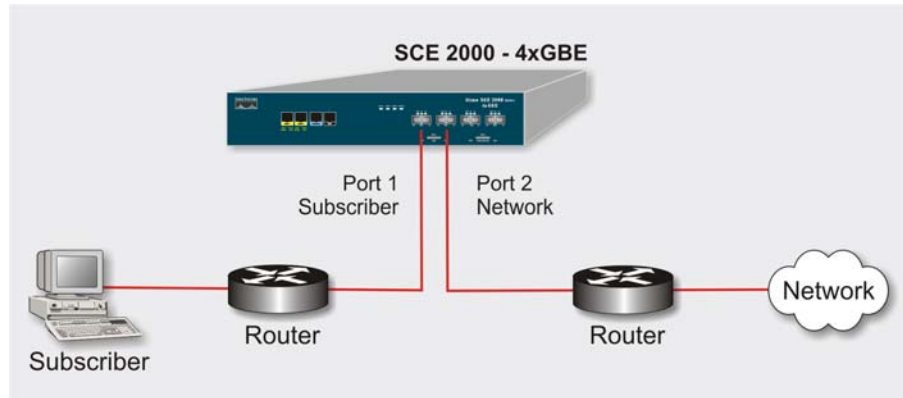 SCE 2000 - 4xGBE
Port 1
Subscriber
Port 2
Network
Router
Router
Network
Subscriber